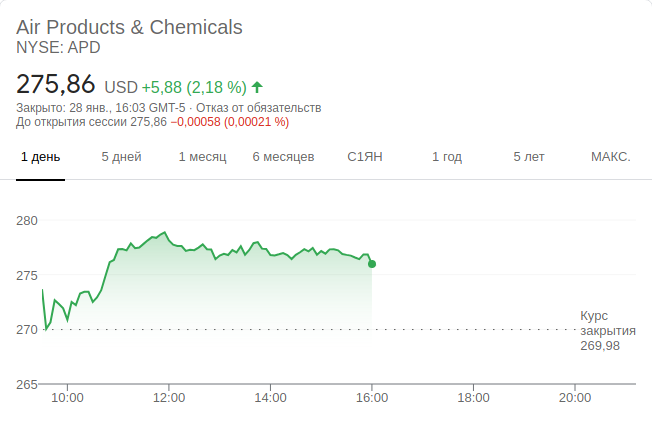 Air Products & Chemicals
NYSE: APD
275,86 USD +5,88 (2,18 %)
Закрыто: 28 янв., 16:03 GMT-5 · Отказ от обязательств
До открытия сессии 275,86 −0,00058 (0,00021 %)
1 день 5 дней 1 месяц 6 месяцев С1ЯН 1 год 5 лет МАКС.
280
275
270
265
Курс
закрытия
269,98
10:00 12:00 14:00 16:00 18:00 20:00